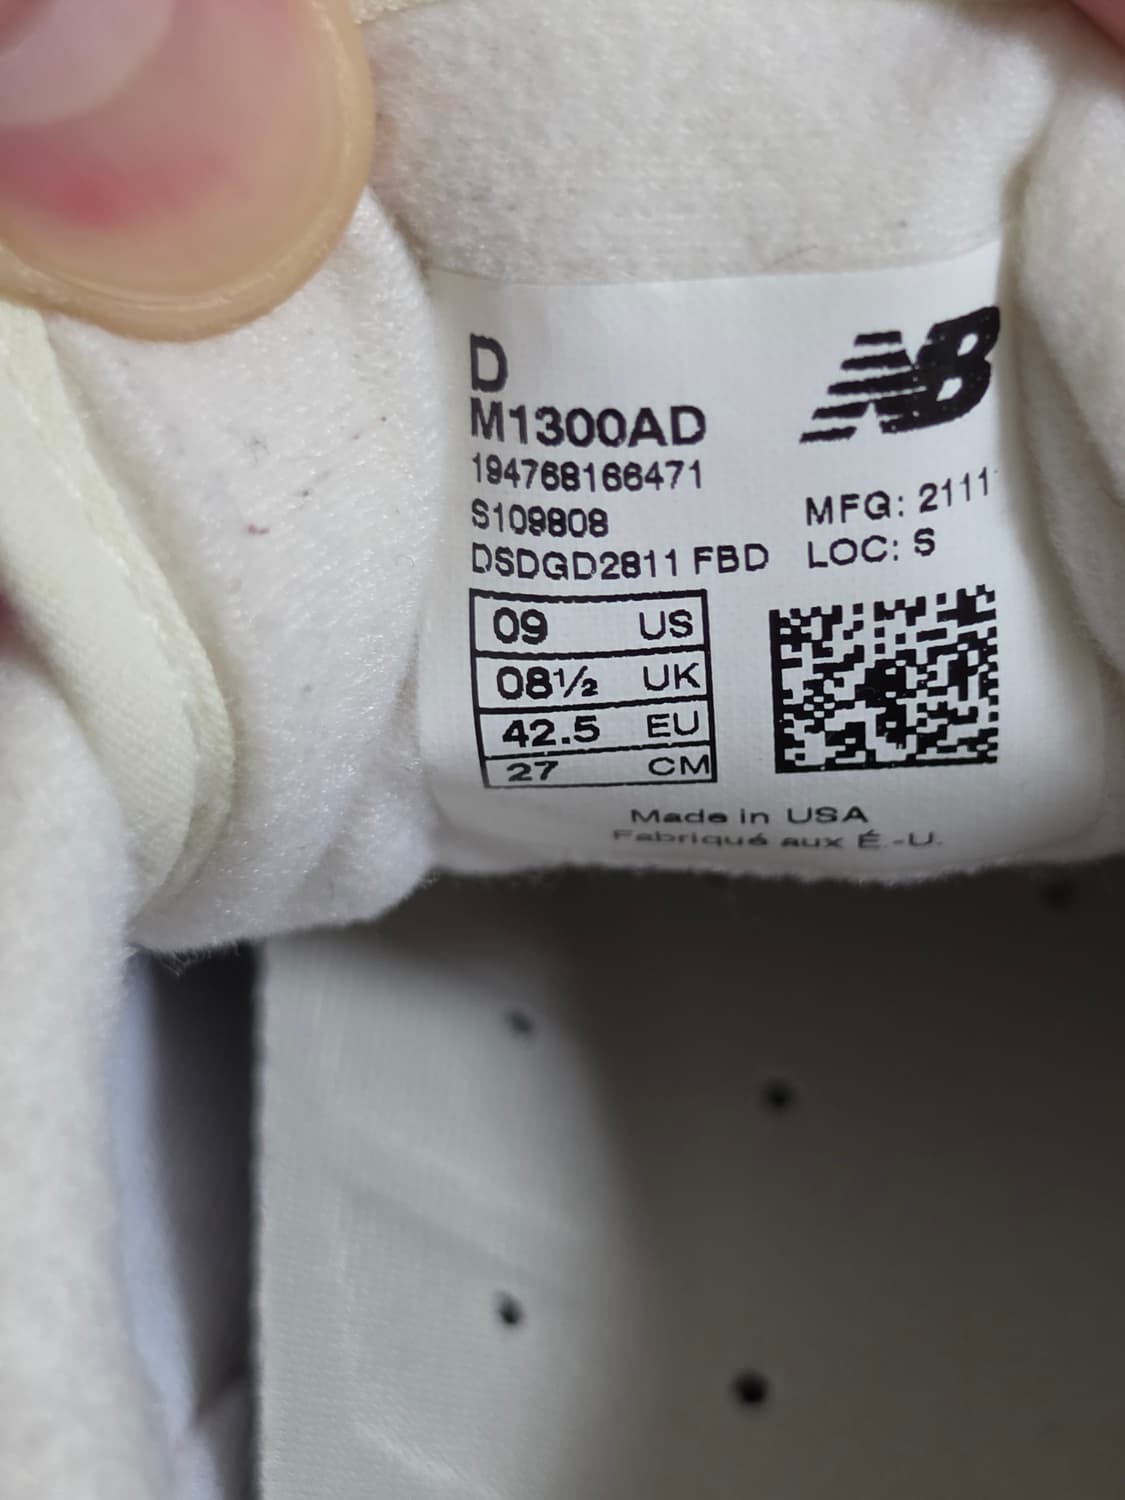 D
M1300AD
194768166471
S109808
DSDGD2811 FBD
NB
MFG: 2111
LOC: S
09 US
08½ UK
42.5 EU
27 CM
Made in USA
Fabriqué aux É.-U.